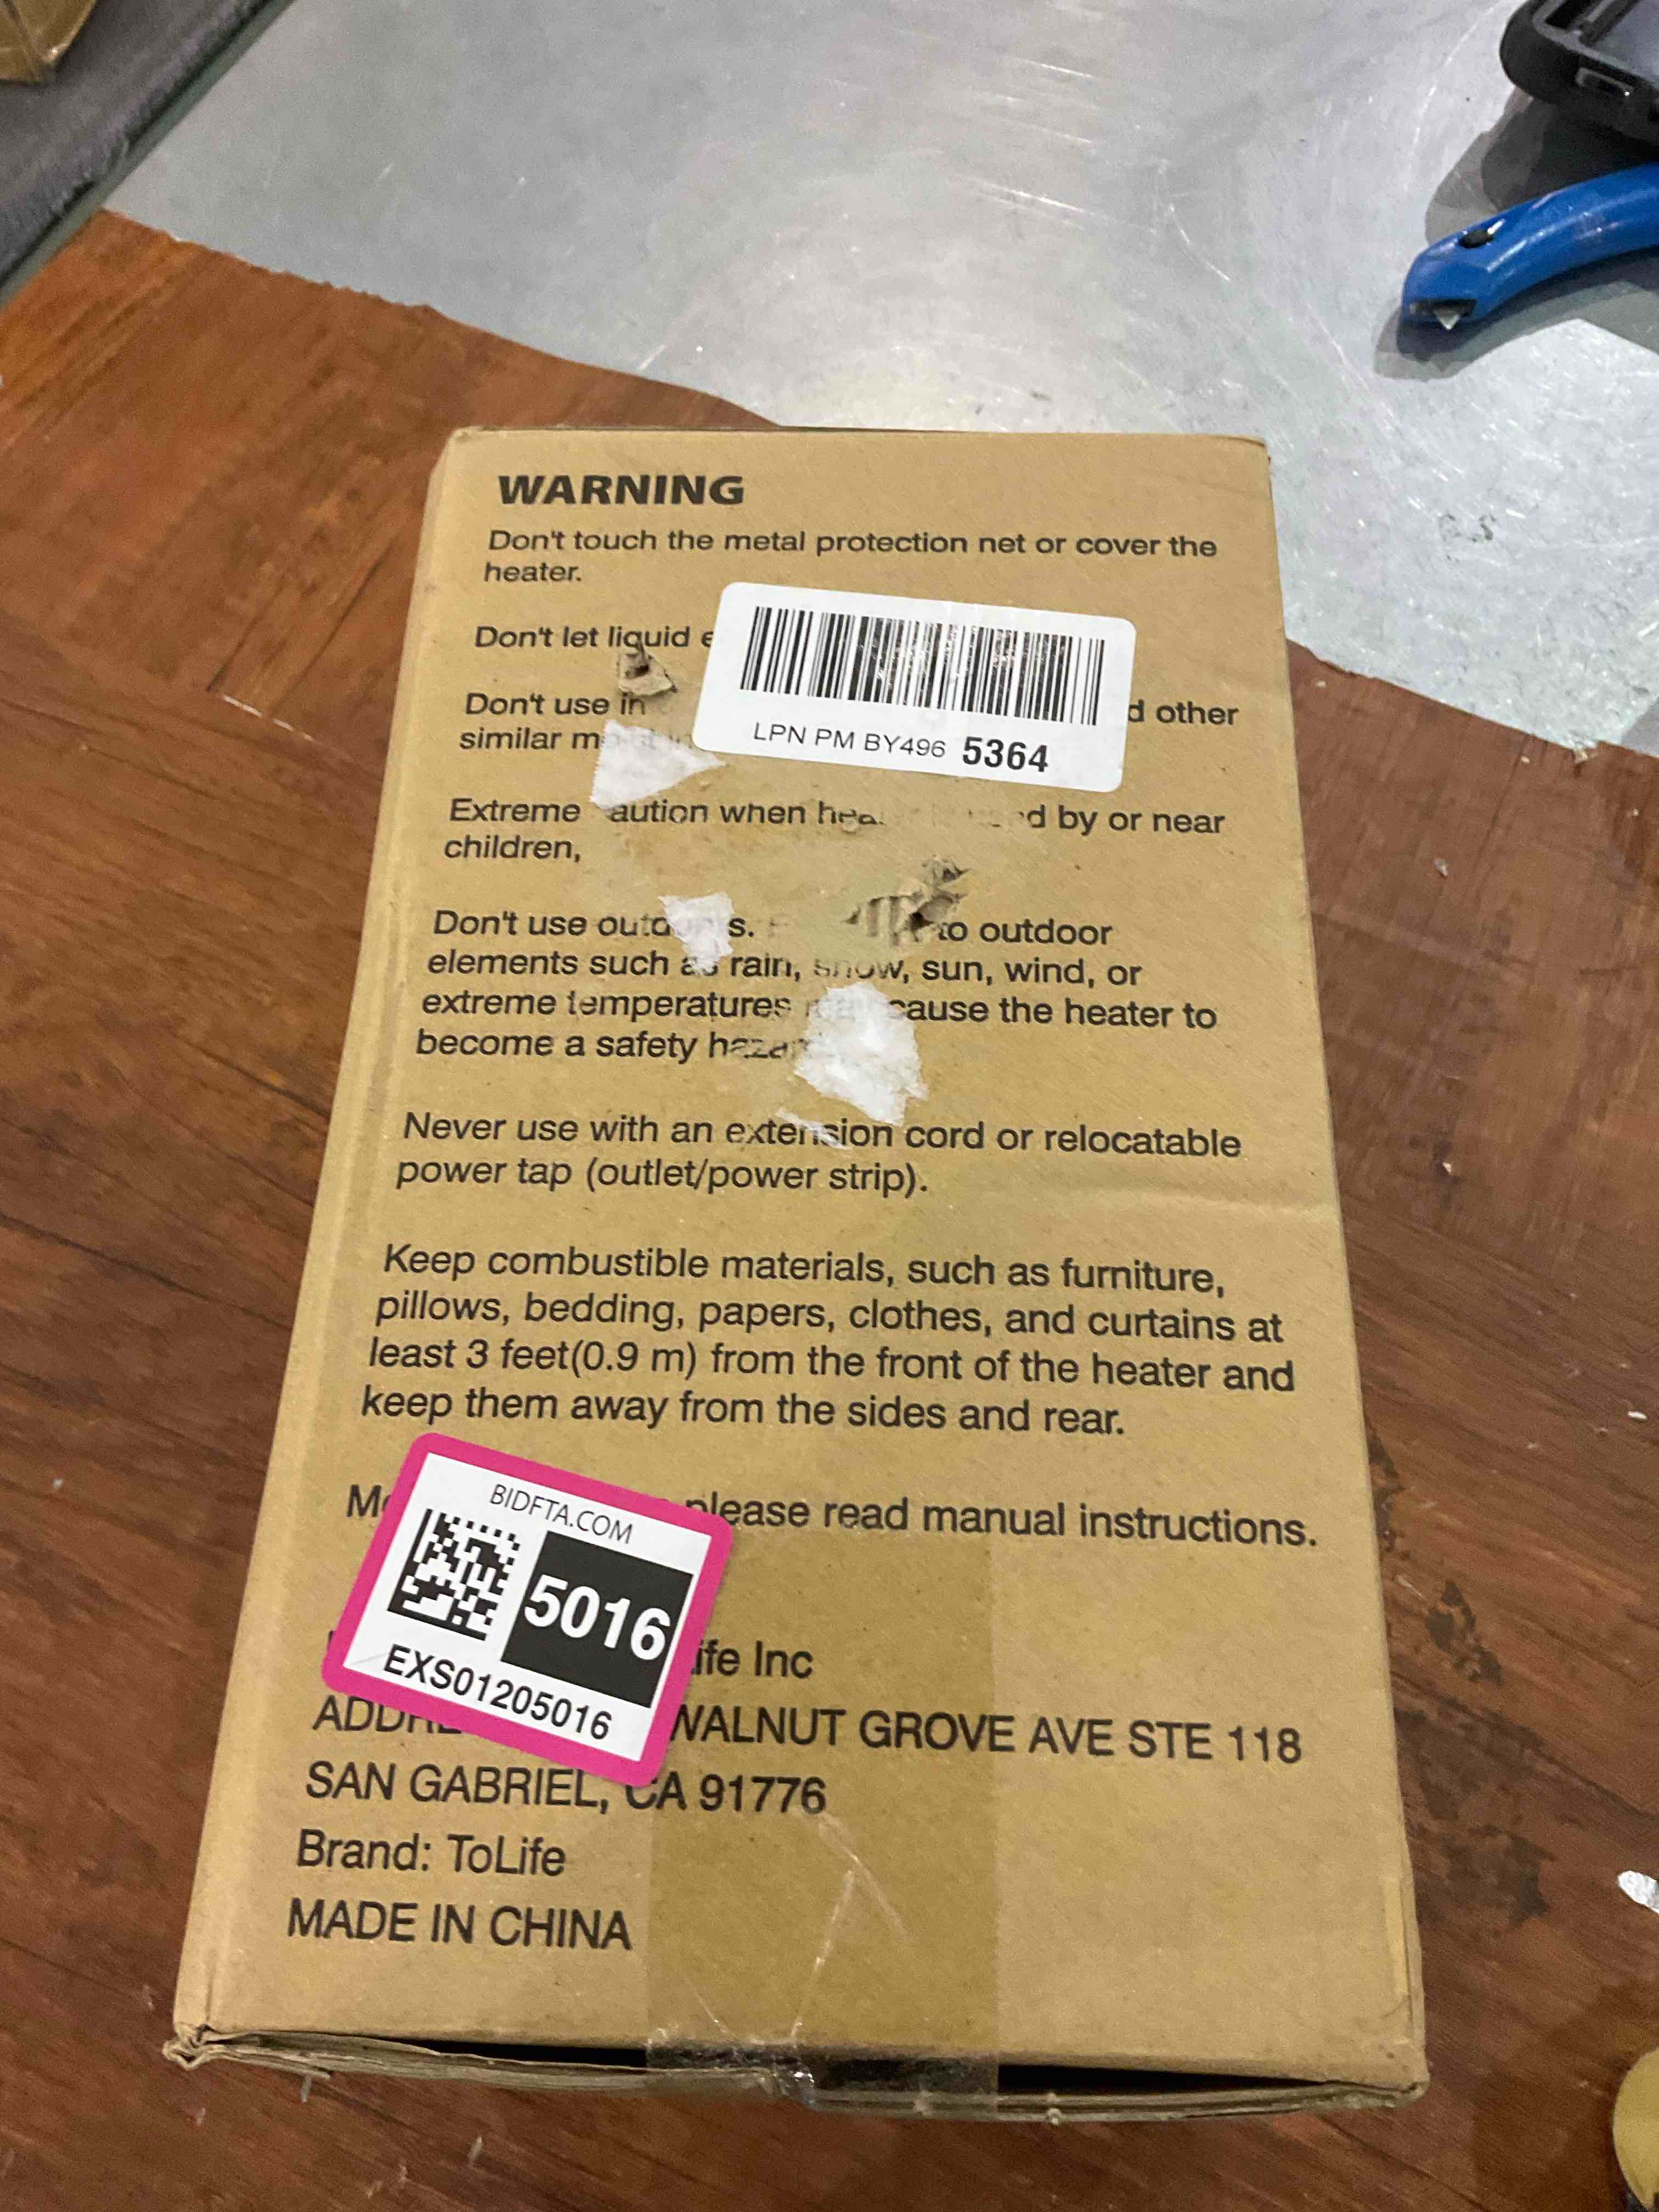 WARNING
Don't touch the metal protection net or cover the
heater.
Don't let liquid
LPN PM BY496 5364
Don't use in other
similar
Extreme when by or near
children,
Don't use to outdoor
elements such as rain, snow, sun, wind, or
extreme temperatures cause the heater to
become a safety
Never use with an extension cord or relocatable
power tap (outlet/power strip).
Keep combustible materials, such as furniture,
pillows, bedding, papers, clothes, and curtains at
least 3 feet(0.9 m) from the front of the heater and
keep them away from the sides and rear.
please read manual instructions.
BIDFTA.COM
5016
EXS01205016
Inc
WALNUT GROVE AVE STE 118
SAN GABRIEL, CA 91776
Brand: ToLife
MADE IN CHINA